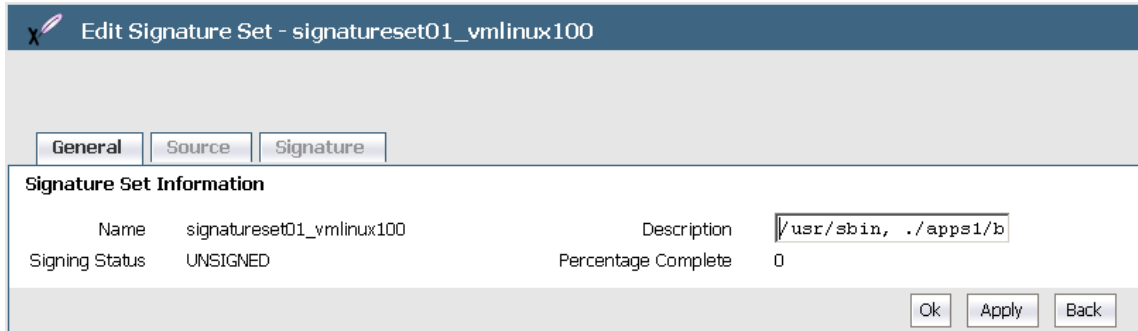 Edit Signature Set - signatureset01_vmlinux100
General Source Signature
Signature Set Information
Name signatureset01_vmlinux100 Description /usr/sbin, ./apps1/b
Signing Status UNSIGNED Percentage Complete 0
Ok Apply Back